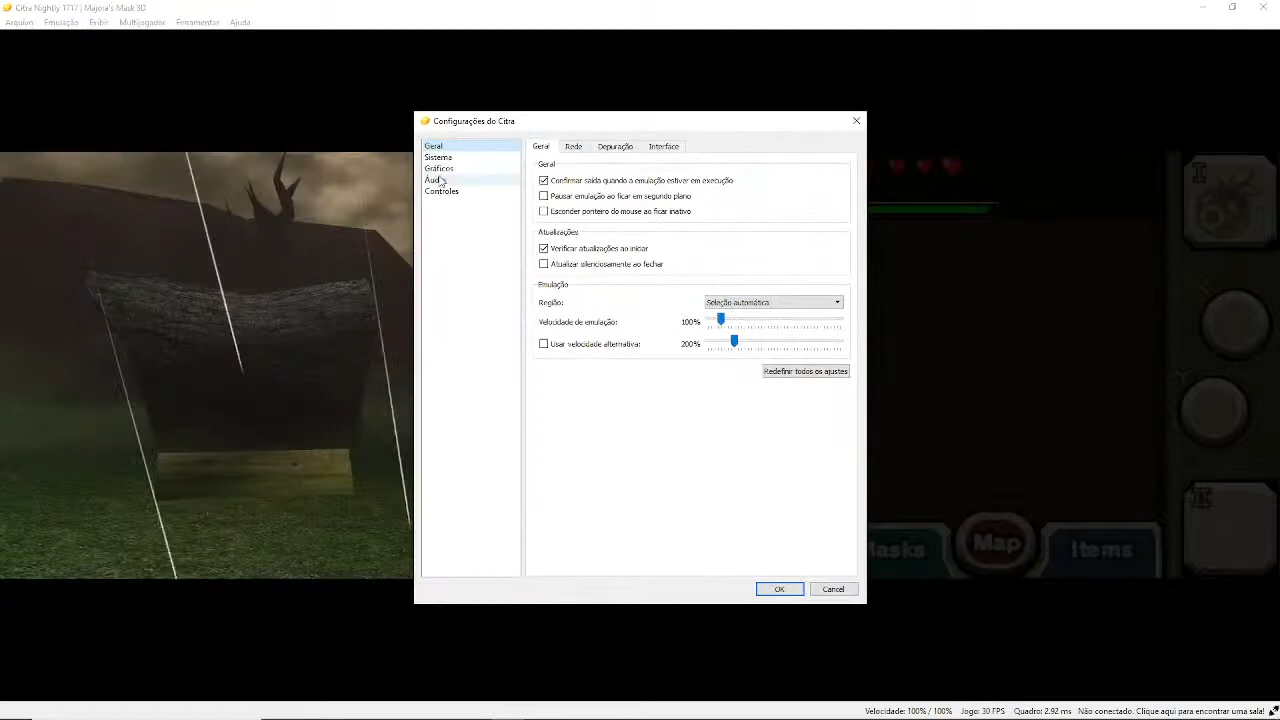 Citra Nightly 1717 | Majora's Mask 3D
Arquivo Emulação Exibir Multijogador Ferramentas Ajuda
Configurações do Citra
Geral
Sistema
Gráficos
Controles
Geral Rede Depuração Interface
Geral
Confirmar saída quando a emulação estiver em execução
Pausar emulação ao ficar em segundo plano
Esconder ponteiro do mouse ao ficar inativo
Atualizações
Verificar atualizações ao iniciar
Atualizar silenciosamente ao fechar
Emulação
Região: Seleção automática
Velocidade de emulação: 100%
Usar velocidade alternativa: 200%
Redefinir todos os ajustes
OK Cancel
I
II
Masks Map Items
Velocidade: 100% / 100% Jogo: 30 FPS Quadro: 2.92 ms Não conectado. Clique aqui para encontrar uma sala!